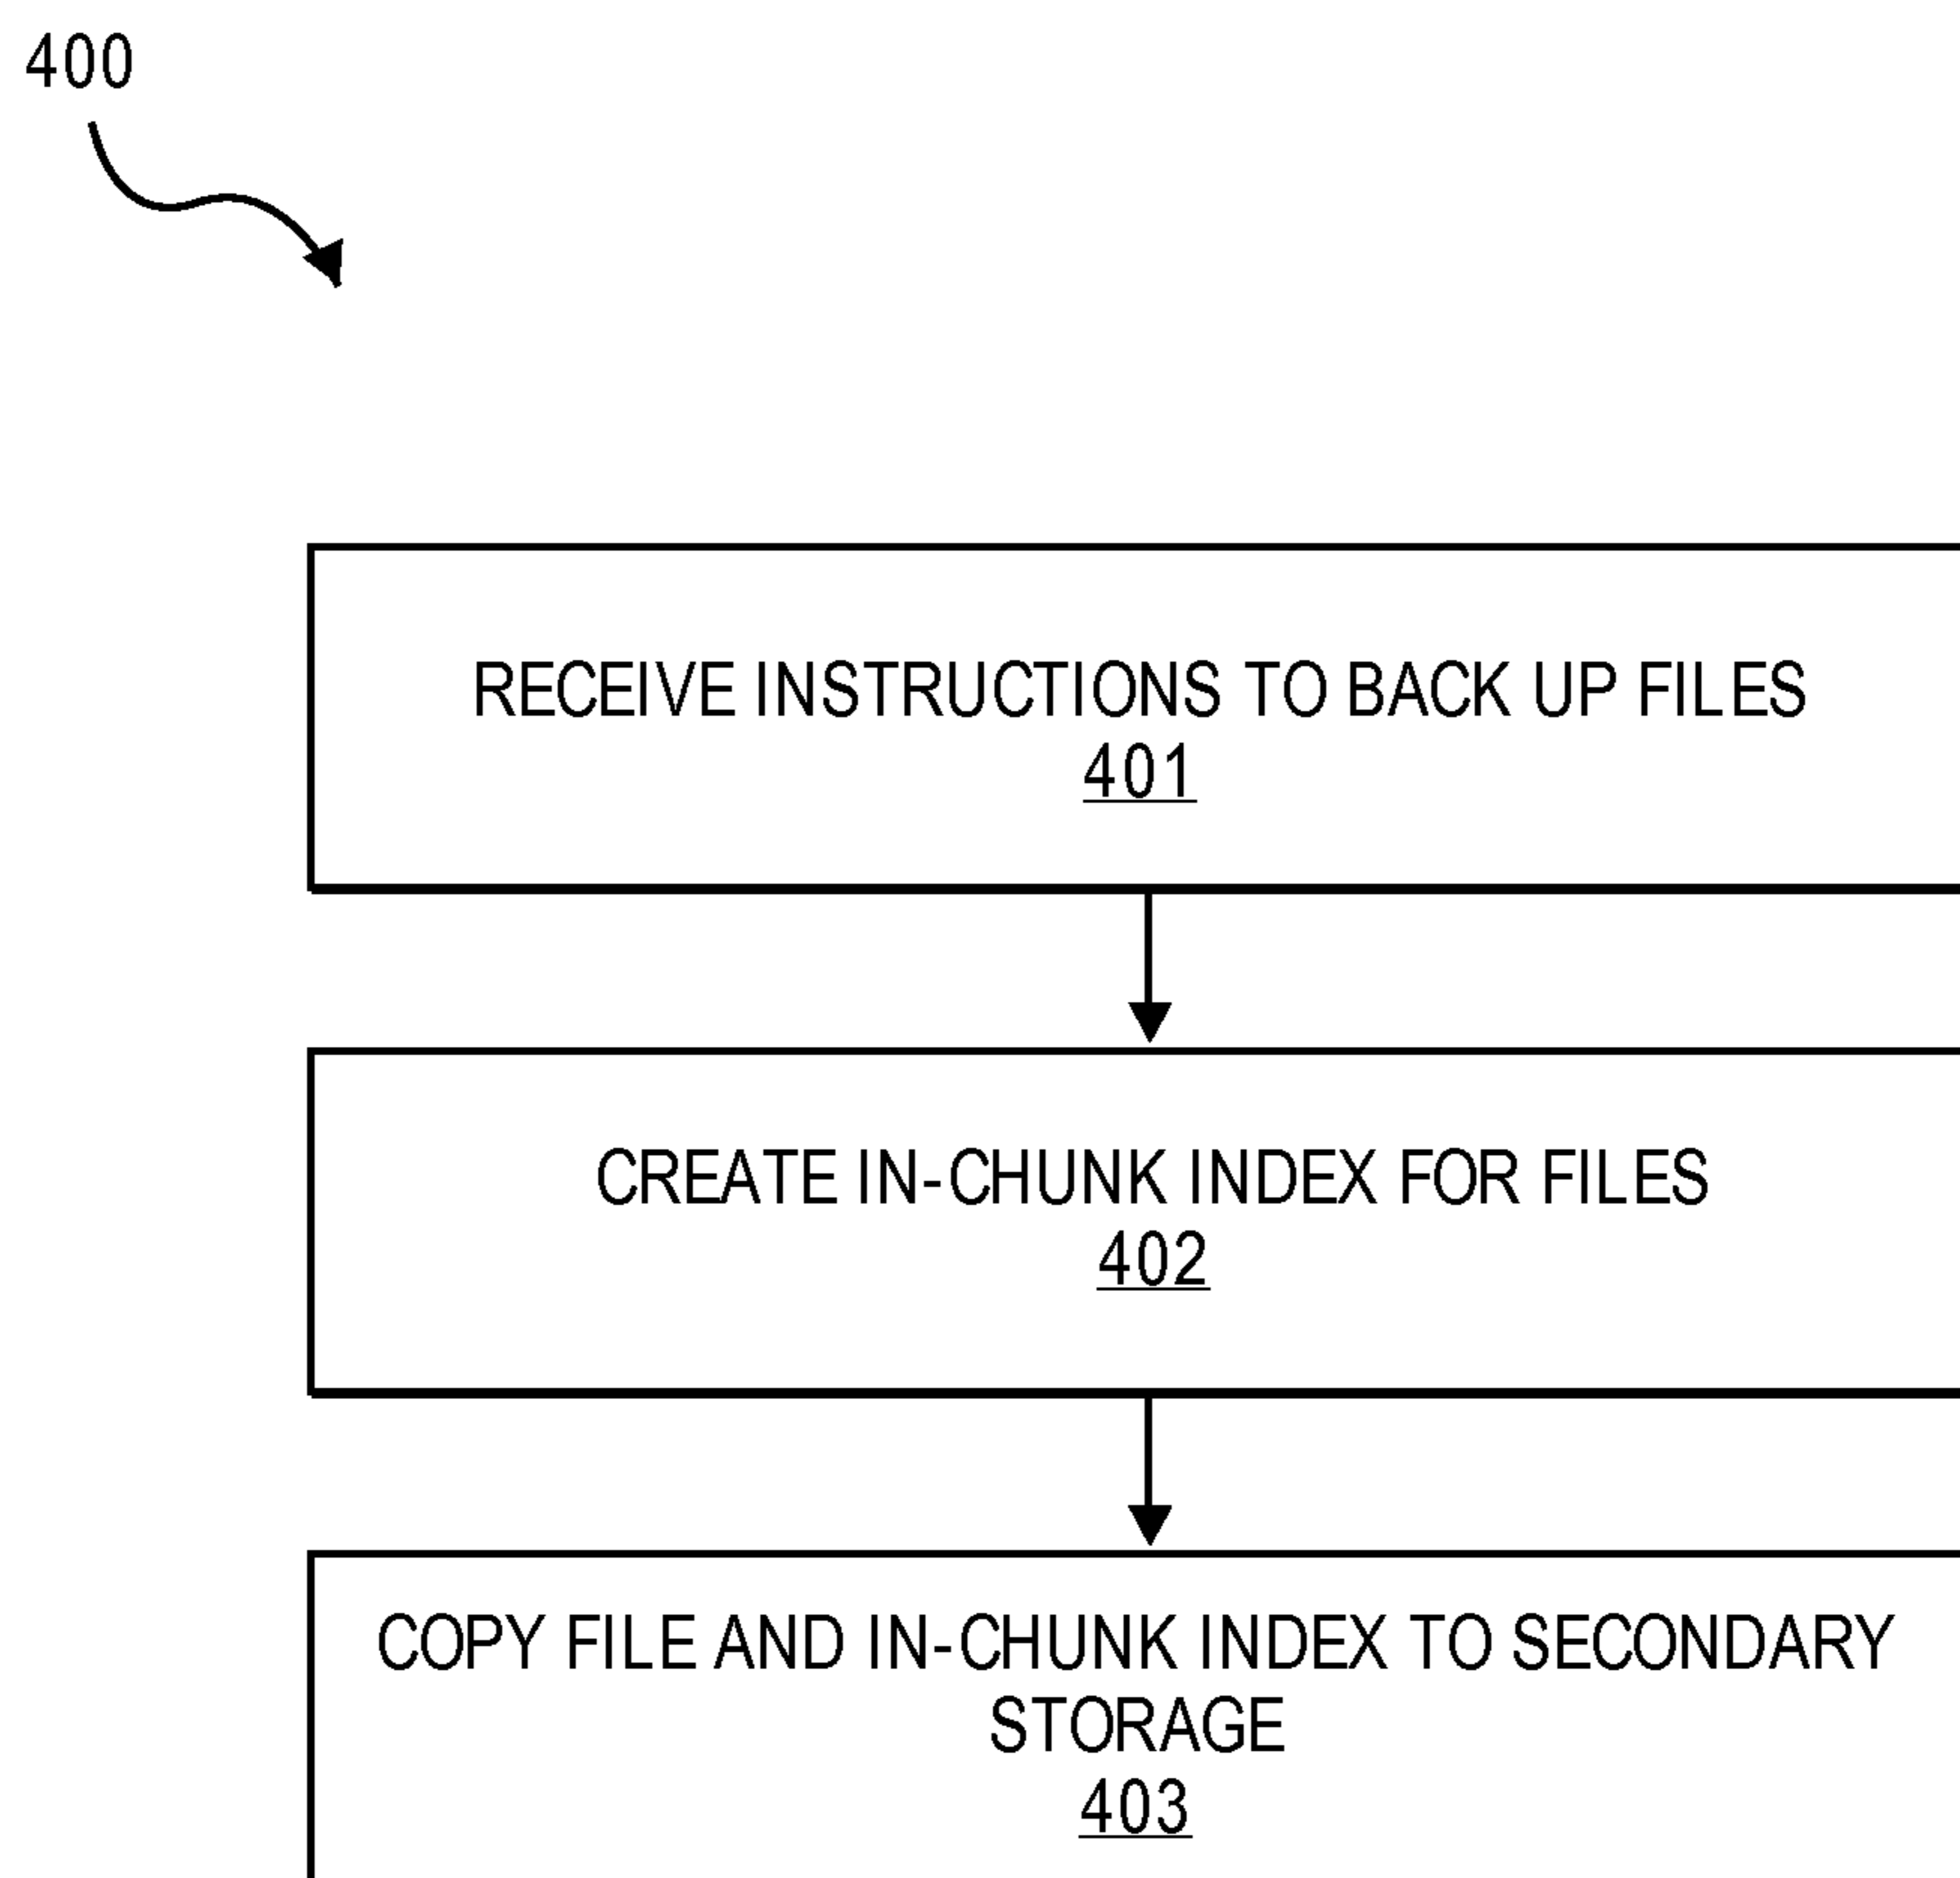 400
RECEIVE INSTRUCTIONS TO BACK UP FILES
401
CREATE IN-CHUNK INDEX FOR FILES
402
COPY FILE AND IN-CHUNK INDEX TO SECONDARY
STORAGE
403